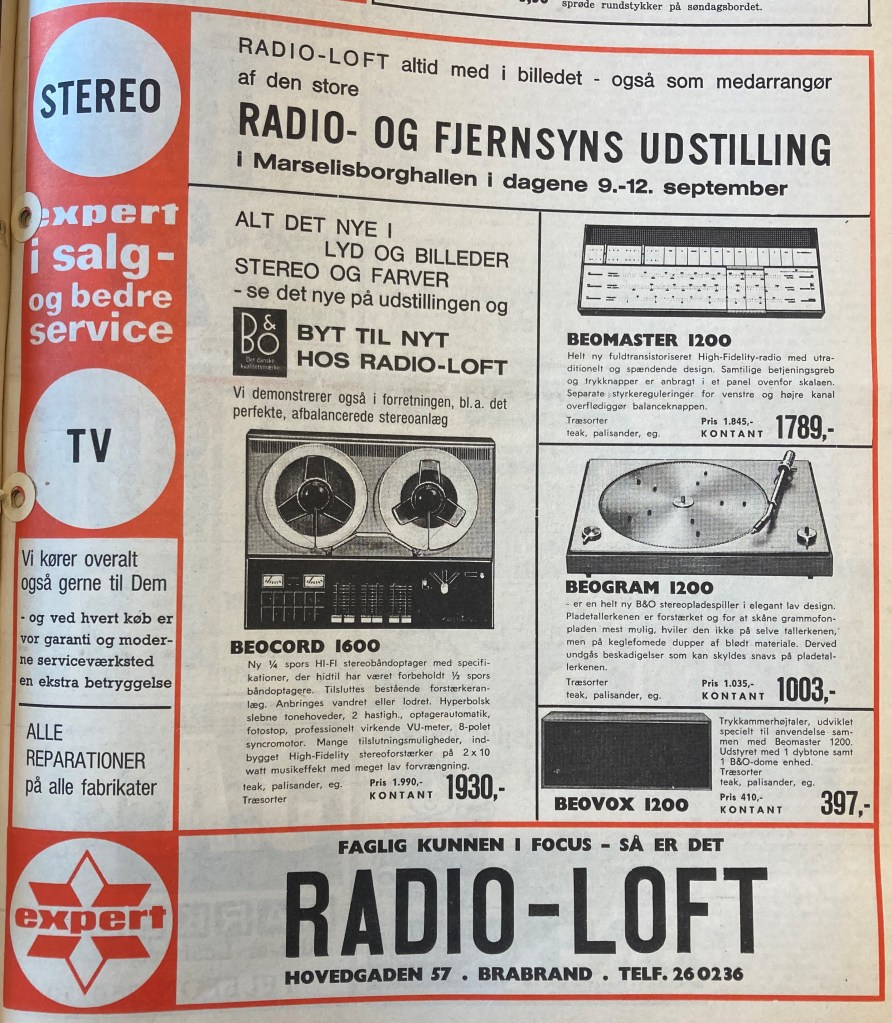 sprøde rundstykker på søndagsbordet.
STEREO
expert
i salg-
og bedre
service
TV
Vi kører overalt
også gerne til Dem
- og ved hvert køb er
vor garanti og moder-
ne serviceværksted
en ekstra betryggelse
ALLE
REPARATIONER
på alle fabrikater
expert
RADIO-LOFT altid med i billedet - også som medarrangør
af den store
RADIO- OG FJERNSYNS UDSTILLING
i Marselisborghallen i dagene 9.-12. september
ALT DET NYE I
LYD OG BILLEDER
STEREO OG FARVER
- se det nye på udstillingen og
B&O
Det danske
kvalitetsmærke
BYT TIL NYT
HOS RADIO-LOFT
Vi demonstrerer også i forretningen, bl.a. det
perfekte, afbalancerede stereoanlæg
BEOCORD 1600
Ny ¼ spors HI-FI stereobåndoptager med specifi-
kationer, der hidtil har været forbeholdt ½ spors
båndoptagere. Tilsluttes bestående forstærkeran-
læg. Anbringes vandret eller lodret. Hyperbolsk
slebne tonehoveder, 2 hastigh., optagerautomatik,
fotostop, professionelt virkende VU-meter, 8-polet
syncromotor. Mange tilslutningsmuligheder, ind-
bygget High-Fidelity stereoforstærker på 2 x 10
watt musikeffekt med meget lav forvrængning.
teak, palisander, eg. Pris 1.990,-
Træsorter KONTANT 1930,-
BEOMASTER 1200
Helt ny fuldtransistoriseret High-Fidelity-radio med utra-
ditionelt og spændende design. Samtilige betjeningsgreb
og trykknapper er anbragt i et panel ovenfor skalaen.
Separate styrkereguleringer for venstre og højre kanal
overflødiggør balanceknappen.
Træsorter Pris 1.845,-
teak, palisander, eg. KONTANT 1789,-
BEOGRAM 1200
- er en helt ny B&O stereopladespiller i elegant lav design.
Pladetallerkenen er forstærket og for at skåne grammofon-
pladen mest mulig, hviler den ikke på selve tallerkenen,
men på keglefomede dupper af blødt materiale. Derved
undgås beskadigelser som kan skyldes snavs på pladetal-
lerkenen.
Træsorter Pris 1.035,-
teak, palisander, eg. KONTANT 1003,-
BEOVOX 1200
Trykkammerhøjtaler, udviklet
specielt til anvendelse sam-
men med Beomaster 1200.
Udstyret med 1 dybtone samt
1 B&O-dome enhed.
Træsorter
teak, palisander, eg.
Pris 410,-
KONTANT 397,-
FAGLIG KUNNEN I FOCUS - SÅ ER DET
RADIO-LOFT
HOVEDGADEN 57 . BRABRAND . TELF. 26 02 36